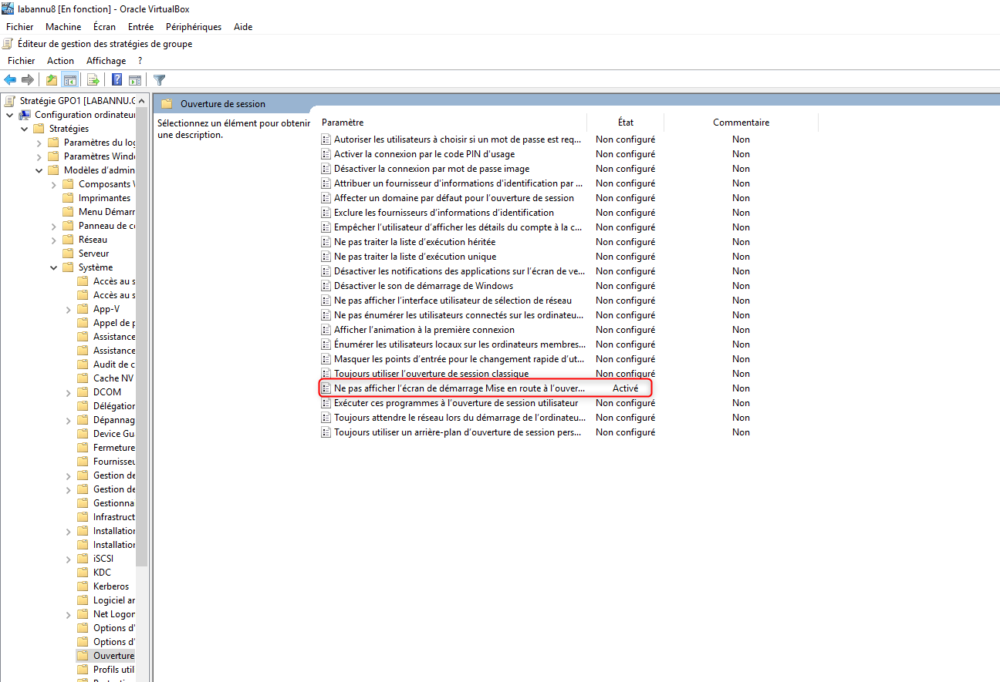 labannu8 [En fonction] - Oracle VirtualBox
Fichier Machine Écran Entrée Périphériques Aide
Éditeur de gestion des stratégies de groupe
Fichier Action Affichage ?
Stratégie GPO1 [LABANNU.G
Configuration ordinateur
Stratégies
Paramètres du log
Paramètres Windo
Modèles d'admin
Composants W
Imprimantes
Menu Démarr
Panneau de co
Réseau
Serveur
Système
Accès au s
Accès au s
App-V
Appel de p
Assistance
Assistance
Audit de c
Cache NV
DCOM
Délégation
Dépannag
Device Gu
Fermeture
Fournisseu
Gestion de
Gestion de
Gestionna
Infrastruct
Installation
Installation
iSCSI
KDC
Kerberos
Logiciel an
Net Logon
Options d'
Options d'
Ouverture
Profils util
Ouverture de session
Sélectionnez un élément pour obtenir
une description.
Paramètre État Commentaire
Autoriser les utilisateurs à choisir si un mot de passe est req... Non configuré Non
Activer la connexion par le code PIN d'usage Non configuré Non
Désactiver la connexion par mot de passe image Non configuré Non
Attribuer un fournisseur d'informations d'identification par ... Non configuré Non
Affecter un domaine par défaut pour l'ouverture de session Non configuré Non
Exclure les fournisseurs d'informations d'identification Non configuré Non
Empêcher l'utilisateur d'afficher les détails du compte à la c... Non configuré Non
Ne pas traiter la liste d'exécution héritée Non configuré Non
Ne pas traiter la liste d'exécution unique Non configuré Non
Désactiver les notifications des applications sur l'écran de ve... Non configuré Non
Désactiver le son de démarrage de Windows Non configuré Non
Ne pas afficher l'interface utilisateur de sélection de réseau Non configuré Non
Ne pas énumérer les utilisateurs connectés sur les ordinateu... Non configuré Non
Afficher l'animation à la première connexion Non configuré Non
Énumérer les utilisateurs locaux sur les ordinateurs membres... Non configuré Non
Masquer les points d'entrée pour le changement rapide d'ut... Non configuré Non
Toujours utiliser l'ouverture de session classique Non configuré Non
Ne pas afficher l'écran de démarrage Mise en route à l'ouver... Activé Non
Exécuter ces programmes à l'ouverture de session utilisateur Non configuré Non
Toujours attendre le réseau lors du démarrage de l'ordinateu... Non configuré Non
Toujours utiliser un arrière-plan d'ouverture de session pers... Non configuré Non